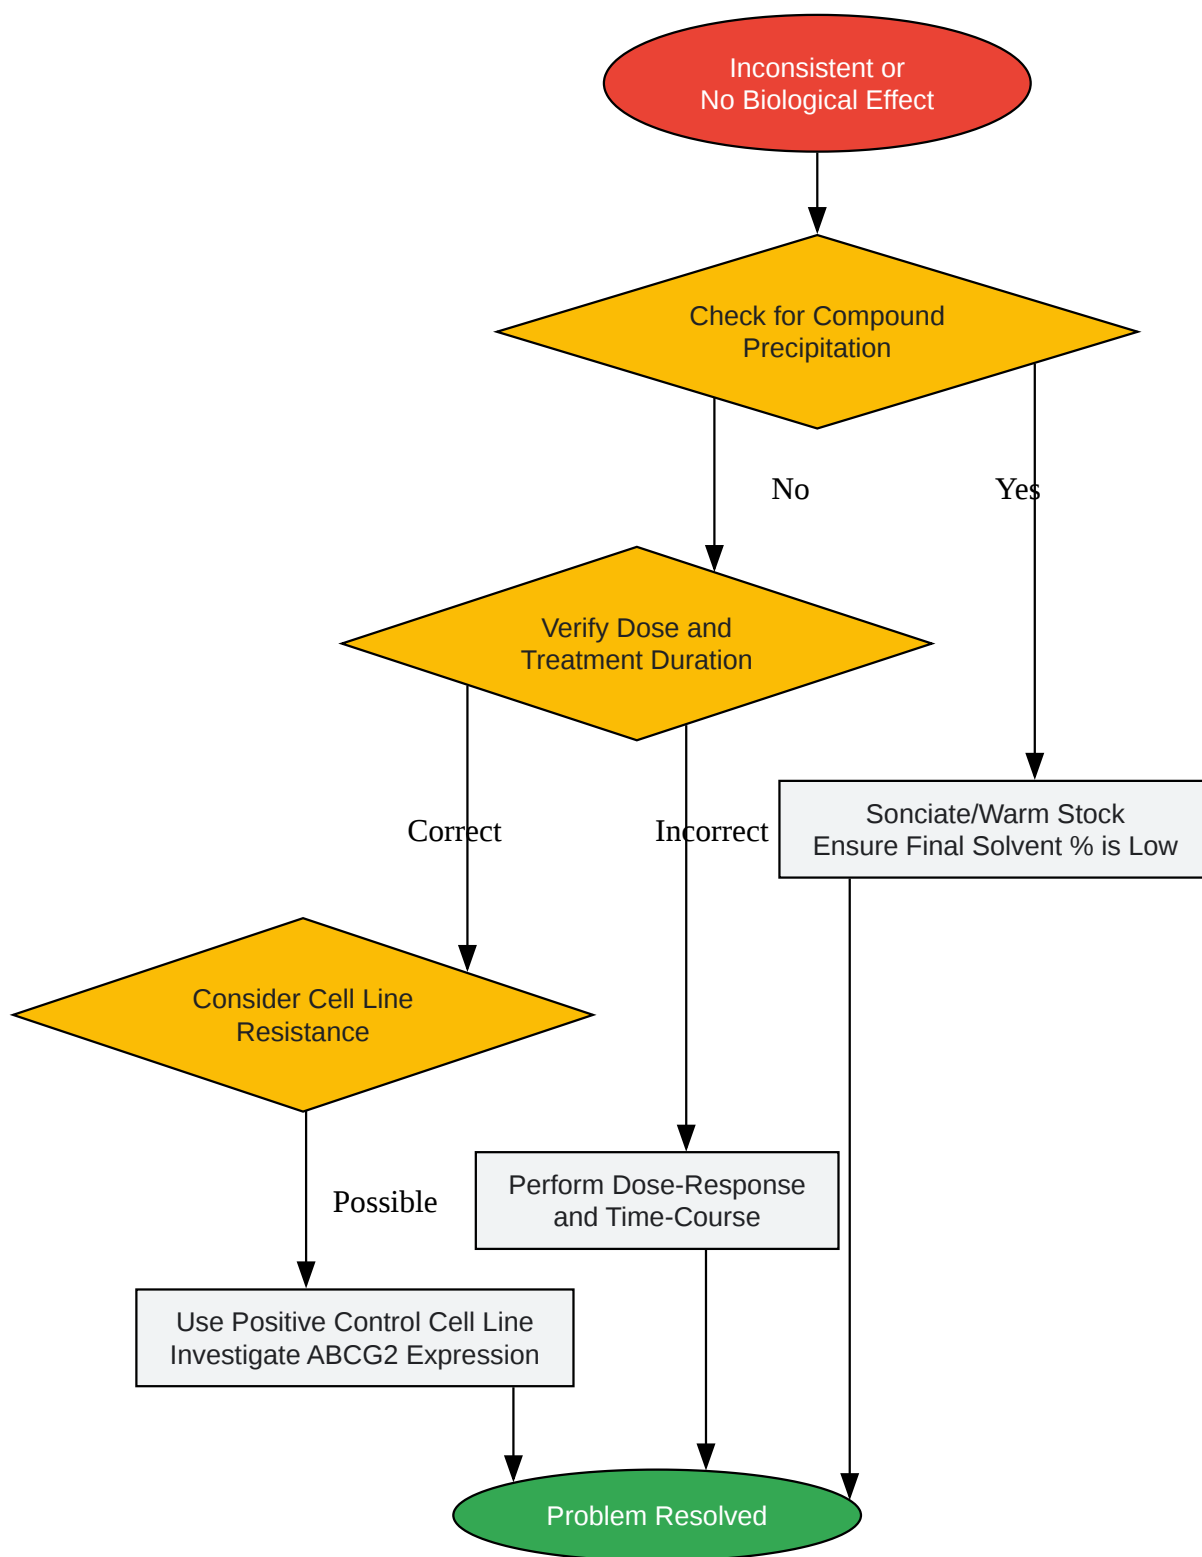 Inconsistent or
No Biological Effect
Check for Compound
Precipitation
No
Yes
Verify Dose and
Treatment Duration
Correct
Incorrect
Sonciate/Warm Stock
Ensure Final Solvent % is Low
Consider Cell Line
Resistance
Possible
Perform Dose-Response
and Time-Course
Use Positive Control Cell Line
Investigate ABCG2 Expression
Problem Resolved